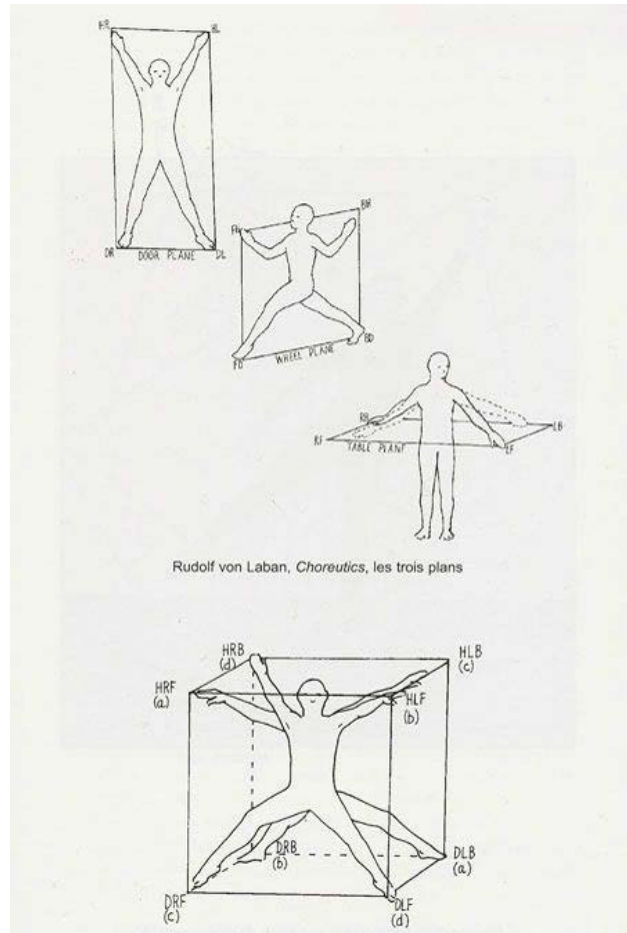 HR HL
DR DOOR PLANE DL
BH
FH
BD
FD WHEEL PLANE
RB LB
RF TABLE PLANE LF
Rudolf von Laban, Choreutics, les trois plans
HRB
(d)
HLB
(c)
HRF
(a)
HLF
(b)
DRB
(b)
DLB
(a)
DRF
(c)
DLF
(d)